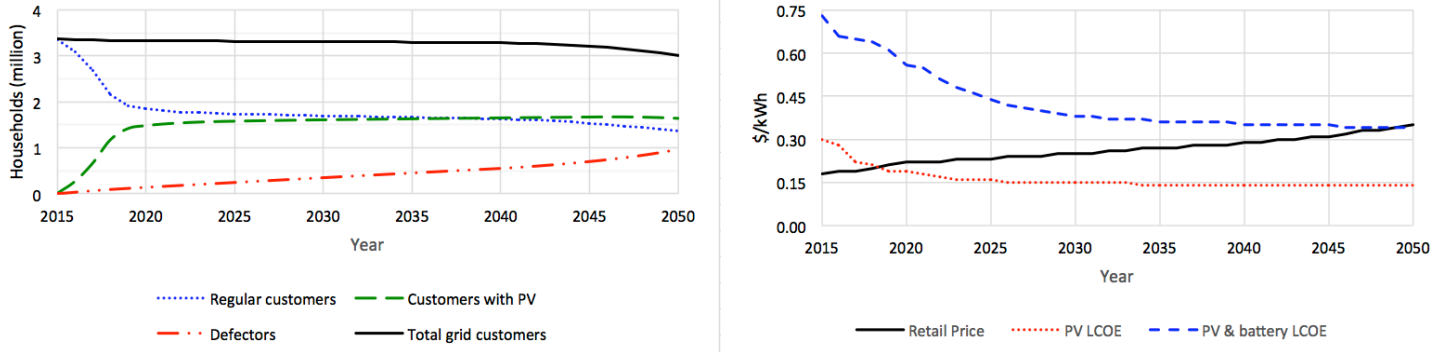 Households (million)
4
3
2
1
0
2015 2020 2025 2030 2035 2040 2045 2050
Year
Regular customers Customers with PV
Defectors Total grid customers
$/kWh
0.75
0.60
0.45
0.30
0.15
0.00
2015 2020 2025 2030 2035 2040 2045 2050
Year
Retail Price PV LCOE PV & battery LCOE